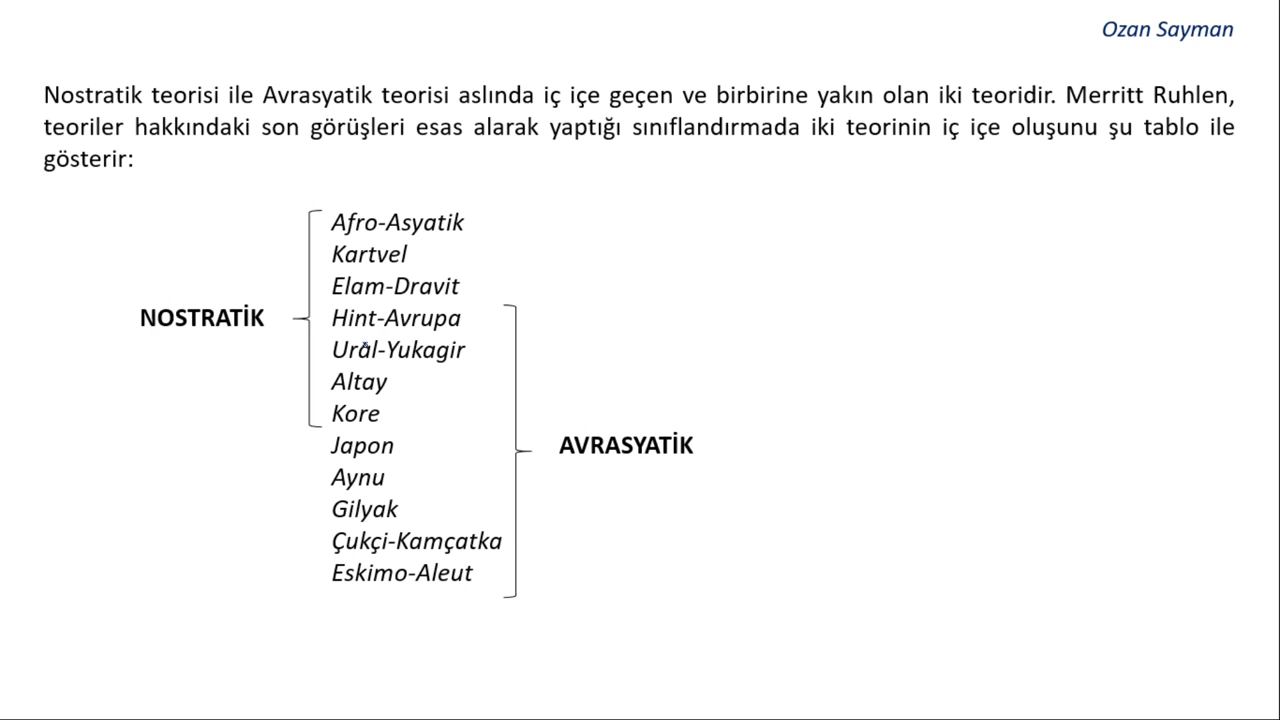 Ozan Sayman
Nostratik teorisi ile Avrasyatik teorisi aslında iç içe geçen ve birbirine yakın olan iki teoridir. Merritt Ruhlen,
teoriler hakkındaki son görüşleri esas alarak yaptığı sınıflandırmada iki teorinin iç içe oluşunu şu tablo ile
gösterir:
Afro-Asyatik
Kartvel
Elam-Dravit
NOSTRATİK
Hint-Avrupa
Ural-Yukagir
Altay
Kore
Japon
AVRASYATİK
Aynu
Gilyak
Çukçi-Kamçatka
Eskimo-Aleut